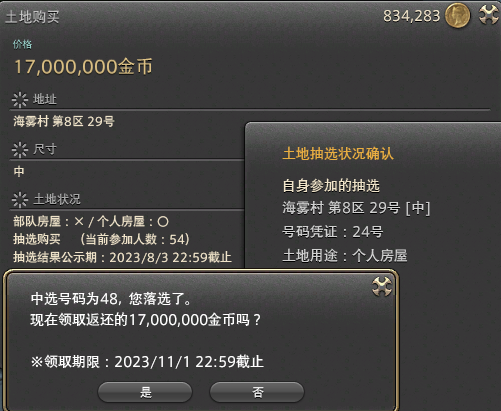 土地购买
834,283
价格
17,000,000金币
地址
海雾村 第8区 29号
尺寸
中
土地状况
部队房屋：× / 个人房屋：○
抽选购买 （当前参加人数：54）
抽选结果公示期：2023/8/3 22:59截止
土地抽选状况确认
自身参加的抽选
海雾村 第8区 29号 [中]
号码凭证：24号
土地用途：个人房屋
中选号码为48, 您落选了。
现在领取返还的17,000,000金币吗？
※领取期限：2023/11/1 22:59截止
是
否